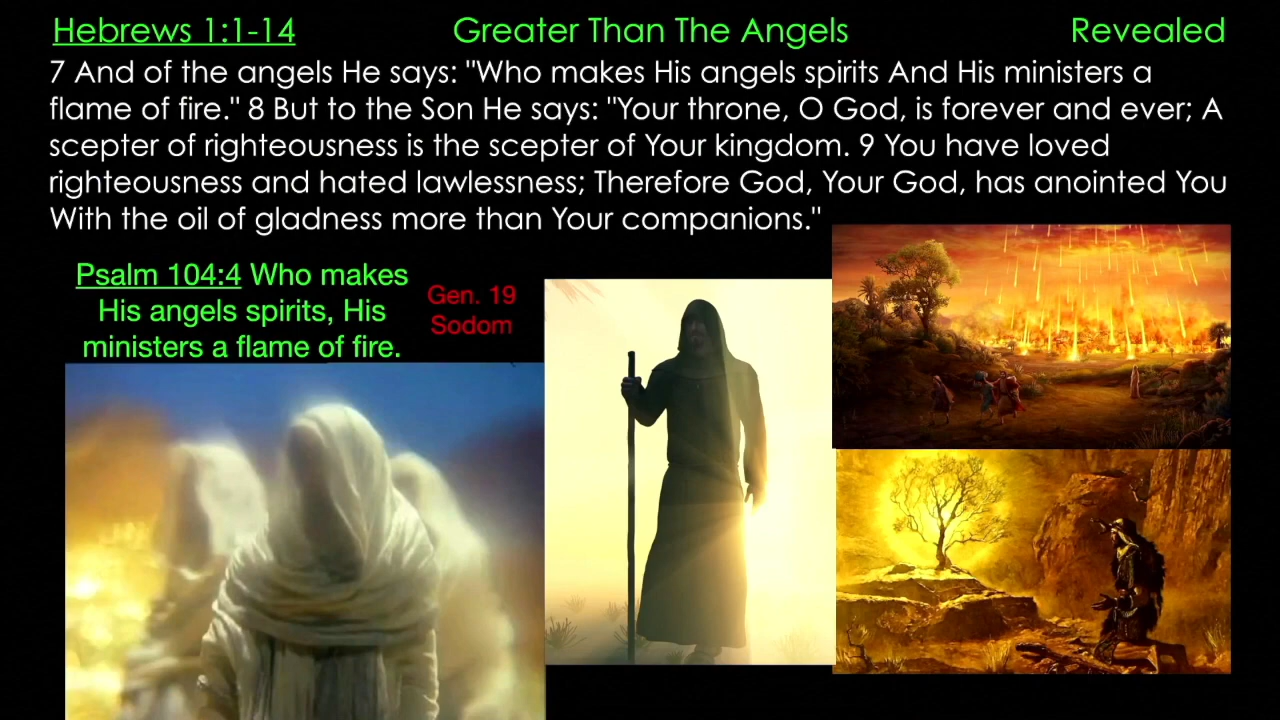 Hebrews 1:1-14 Greater Than The Angels Revealed
7 And of the angels He says: "Who makes His angels spirits And His ministers a
flame of fire." 8 But to the Son He says: "Your throne, O God, is forever and ever; A
scepter of righteousness is the scepter of Your kingdom. 9 You have loved
righteousness and hated lawlessness; Therefore God, Your God, has anointed You
With the oil of gladness more than Your companions."
Psalm 104:4 Who makes
His angels spirits, His
ministers a flame of fire.
Gen. 19
Sodom